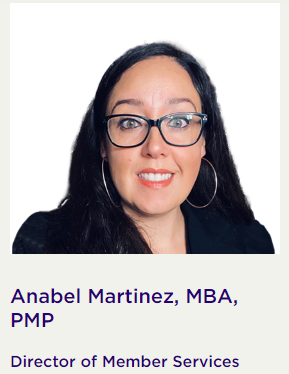 Anabel Martinez, MBA,
PMP
Director of Member Services